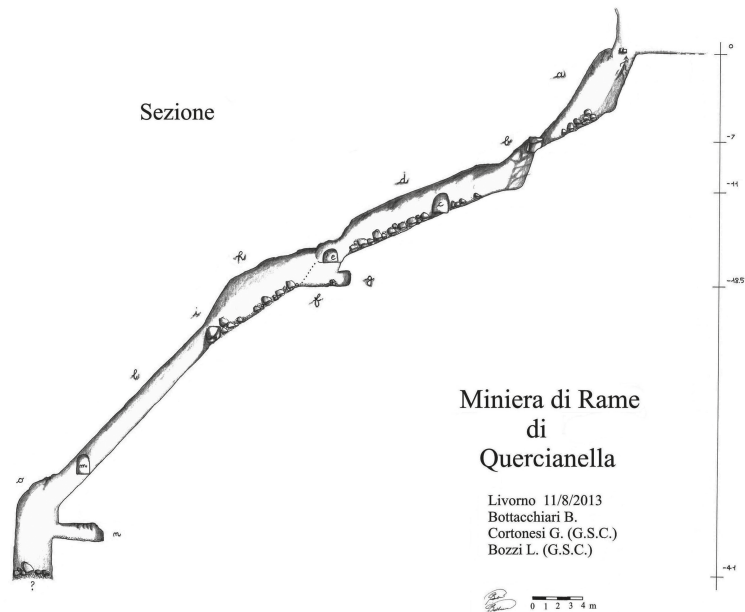 0
a
Sezione
b
-7
d
-11
c
h
e
g
f
-18.5
i
l
Miniera di Rame
di
Quercianella
m
o
Livorno 11/8/2013
Bottacchiari B.
Cortonesi G. (G.S.C.)
Bozzi L. (G.S.C.)
n
-41
?
0 1 2 3 4 m